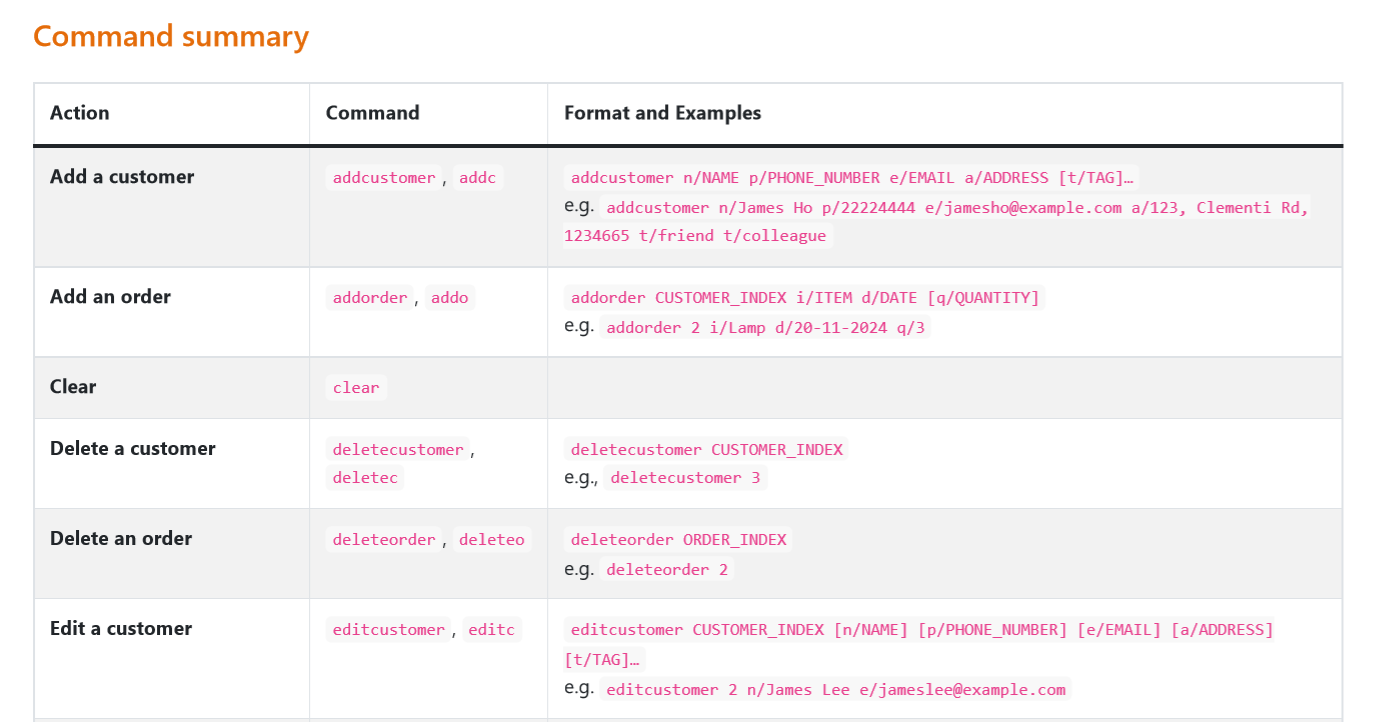 Command summary
Action Command Format and Examples
Add a customer addcustomer , addc addcustomer n/NAME p/PHONE_NUMBER e/EMAIL a/ADDRESS [t/TAG]…
e.g. addcustomer n/James Ho p/22224444 e/jamesho@example.com a/123, Clementi Rd,
1234665 t/friend t/colleague
Add an order addorder , addo addorder CUSTOMER_INDEX i/ITEM d/DATE [q/QUANTITY]
e.g. addorder 2 i/Lamp d/20-11-2024 q/3
Clear clear
Delete a customer deletecustomer , deletecustomer CUSTOMER_INDEX
deletec e.g., deletecustomer 3
Delete an order deleteorder , deleteo deleteorder ORDER_INDEX
e.g. deleteorder 2
Edit a customer editcustomer , editc editcustomer CUSTOMER_INDEX [n/NAME] [p/PHONE_NUMBER] [e/EMAIL] [a/ADDRESS]
[t/TAG]…
e.g. editcustomer 2 n/James Lee e/jameslee@example.com